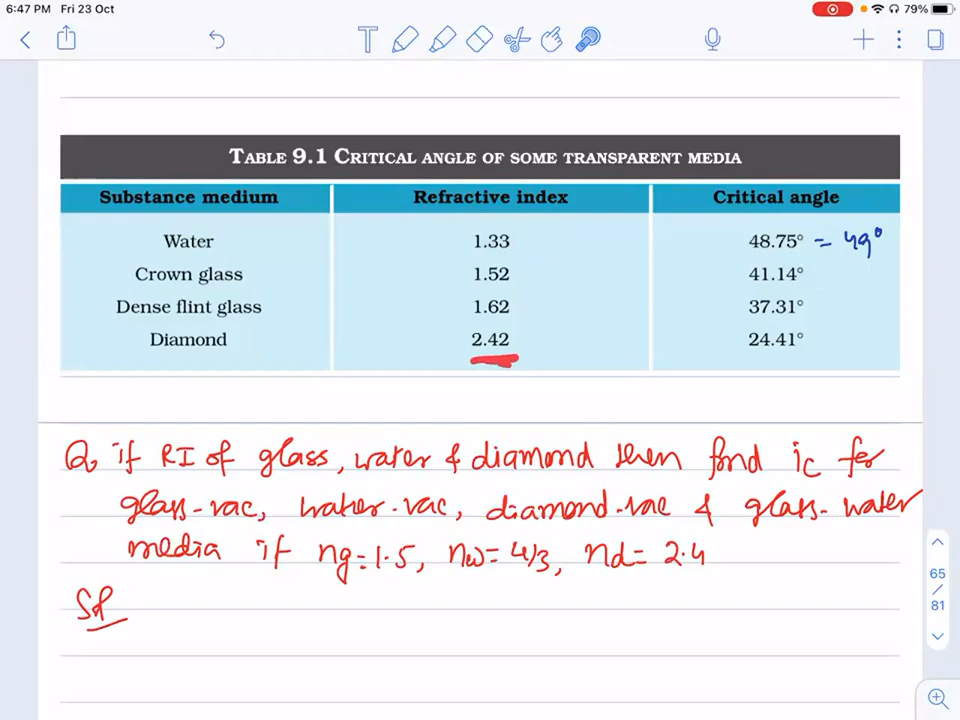 6:47 PM Fri 23 Oct 79%
T
TABLE 9.1 CRITICAL ANGLE OF SOME TRANSPARENT MEDIA
Substance medium Refractive index Critical angle
Water 1.33 48.75° = 49°
Crown glass 1.52 41.14°
Dense flint glass 1.62 37.31°
Diamond 2.42 24.41°
Q. if RI of glass, water & diamond then find ic for
glass-vac, water-vac, diamond-vac & glass-water
media if ng = 1.5, nw = 4/3, nd = 2.4
Sol
65
/
81